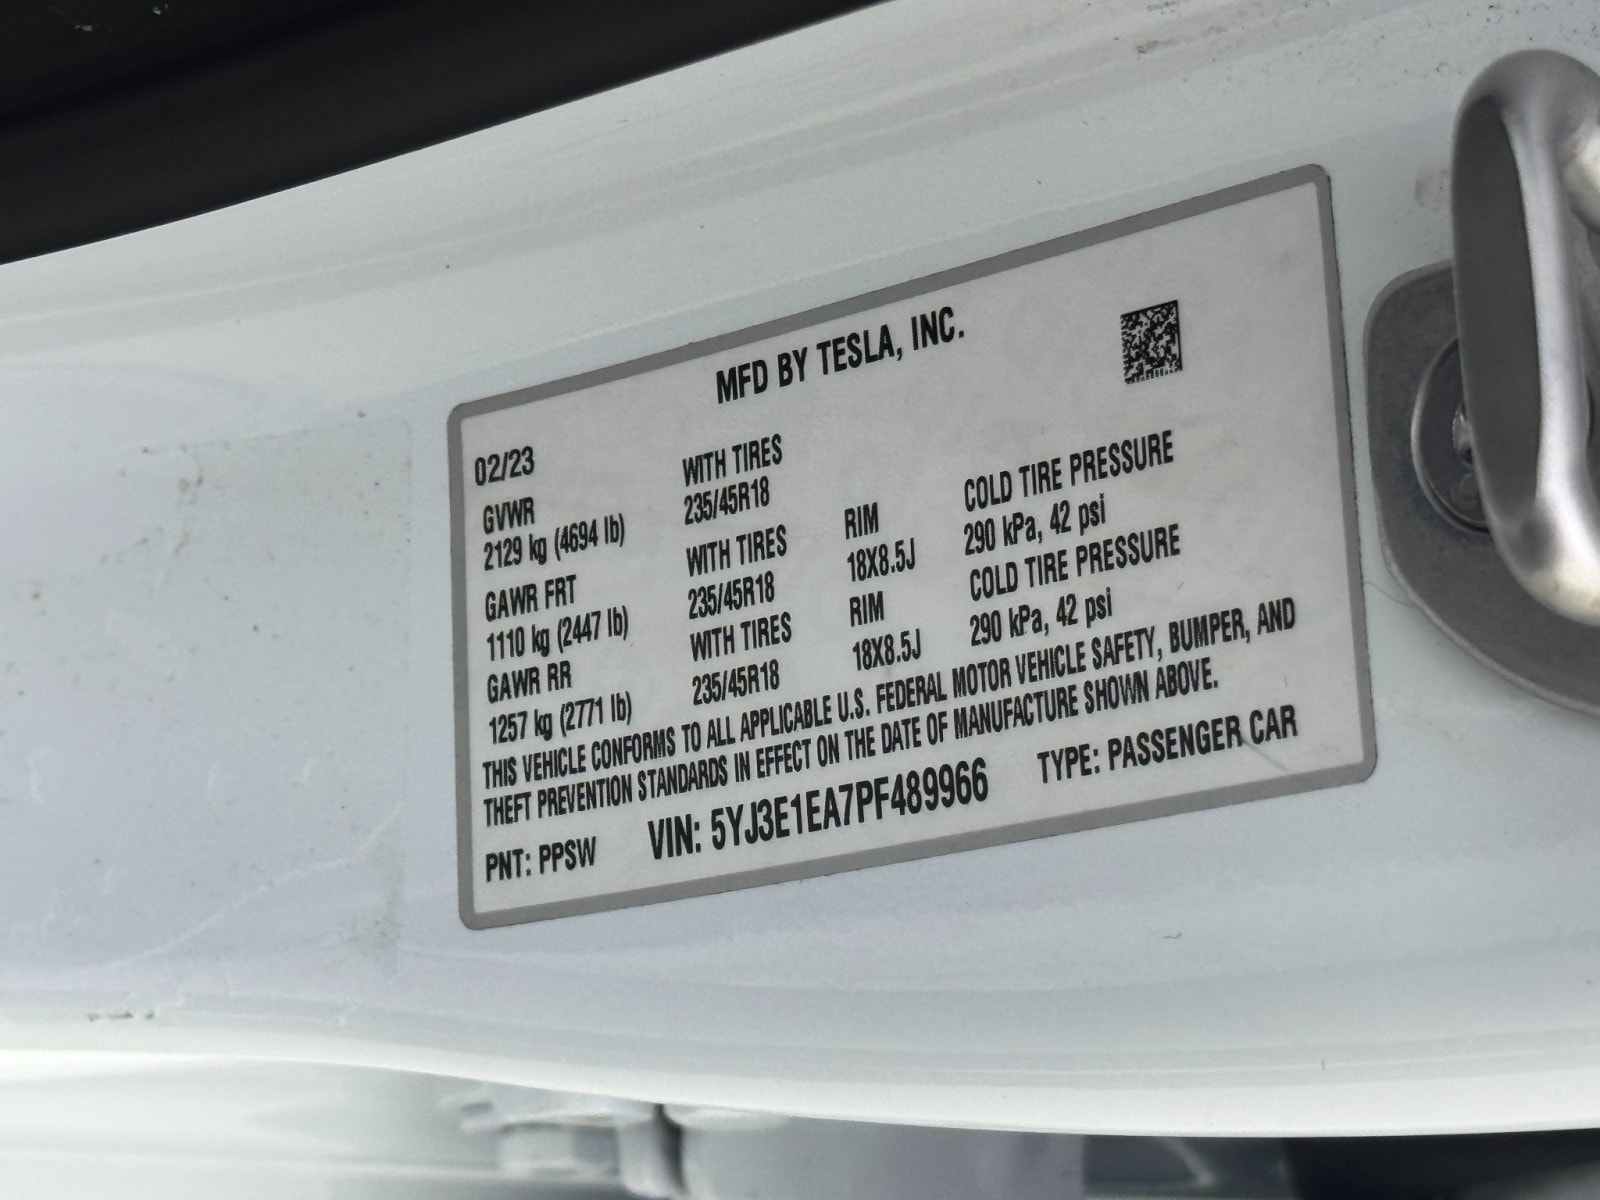 MFD BY TESLA, INC.
02/23
GVWR WITH TIRES
2129 kg (4694 lb) 235/45R18
GAWR FRT WITH TIRES RIM COLD TIRE PRESSURE
1110 kg (2447 lb) 235/45R18 18X8.5J 290 kPa, 42 psi
GAWR RR WITH TIRES RIM COLD TIRE PRESSURE
1257 kg (2771 lb) 235/45R18 18X8.5J 290 kPa, 42 psi
THIS VEHICLE CONFORMS TO ALL APPLICABLE U.S. FEDERAL MOTOR VEHICLE SAFETY, BUMPER, AND
THEFT PREVENTION STANDARDS IN EFFECT ON THE DATE OF MANUFACTURE SHOWN ABOVE.
PNT: PPSW VIN: 5YJ3E1EA7PF489966 TYPE: PASSENGER CAR